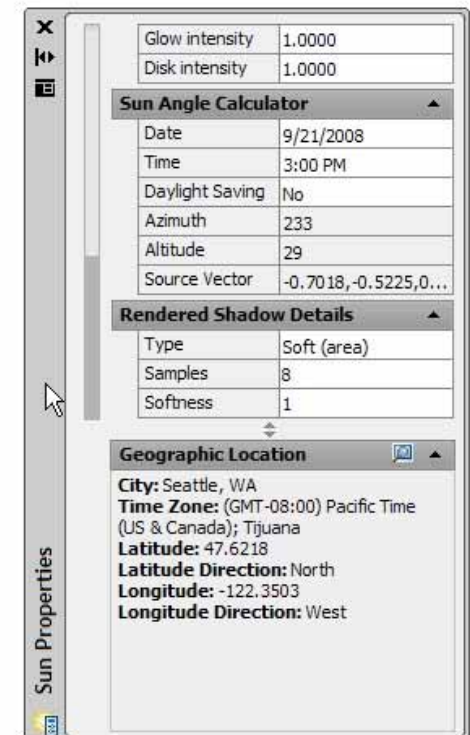 Glow intensity 1.0000
Disk intensity 1.0000
Sun Angle Calculator
Date 9/21/2008
Time 3:00 PM
Daylight Saving No
Azimuth 233
Altitude 29
Source Vector -0.7018,-0.5225,0...
Rendered Shadow Details
Type Soft (area)
Samples 8
Softness 1
Geographic Location
City: Seattle, WA
Time Zone: (GMT-08:00) Pacific Time
(US & Canada); Tijuana
Latitude: 47.6218
Latitude Direction: North
Longitude: -122.3503
Longitude Direction: West
Sun Properties